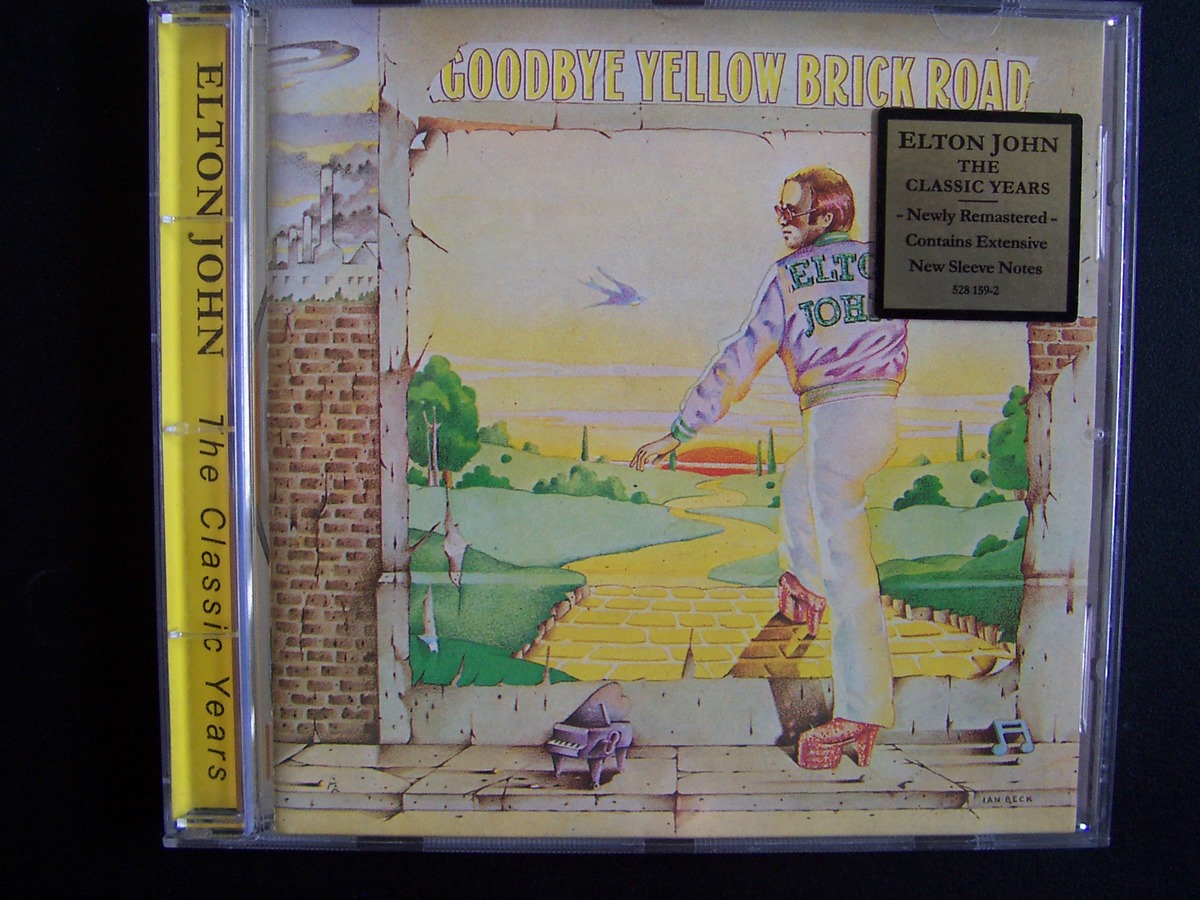 ELTON JOHN The Classic Years
GOODBYE YELLOW BRICK ROAD
ELTON JOHN
THE
CLASSIC YEARS
- Newly Remastered -
Contains Extensive
New Sleeve Notes
528 159-2
ELTO
JOH
IAN BECK